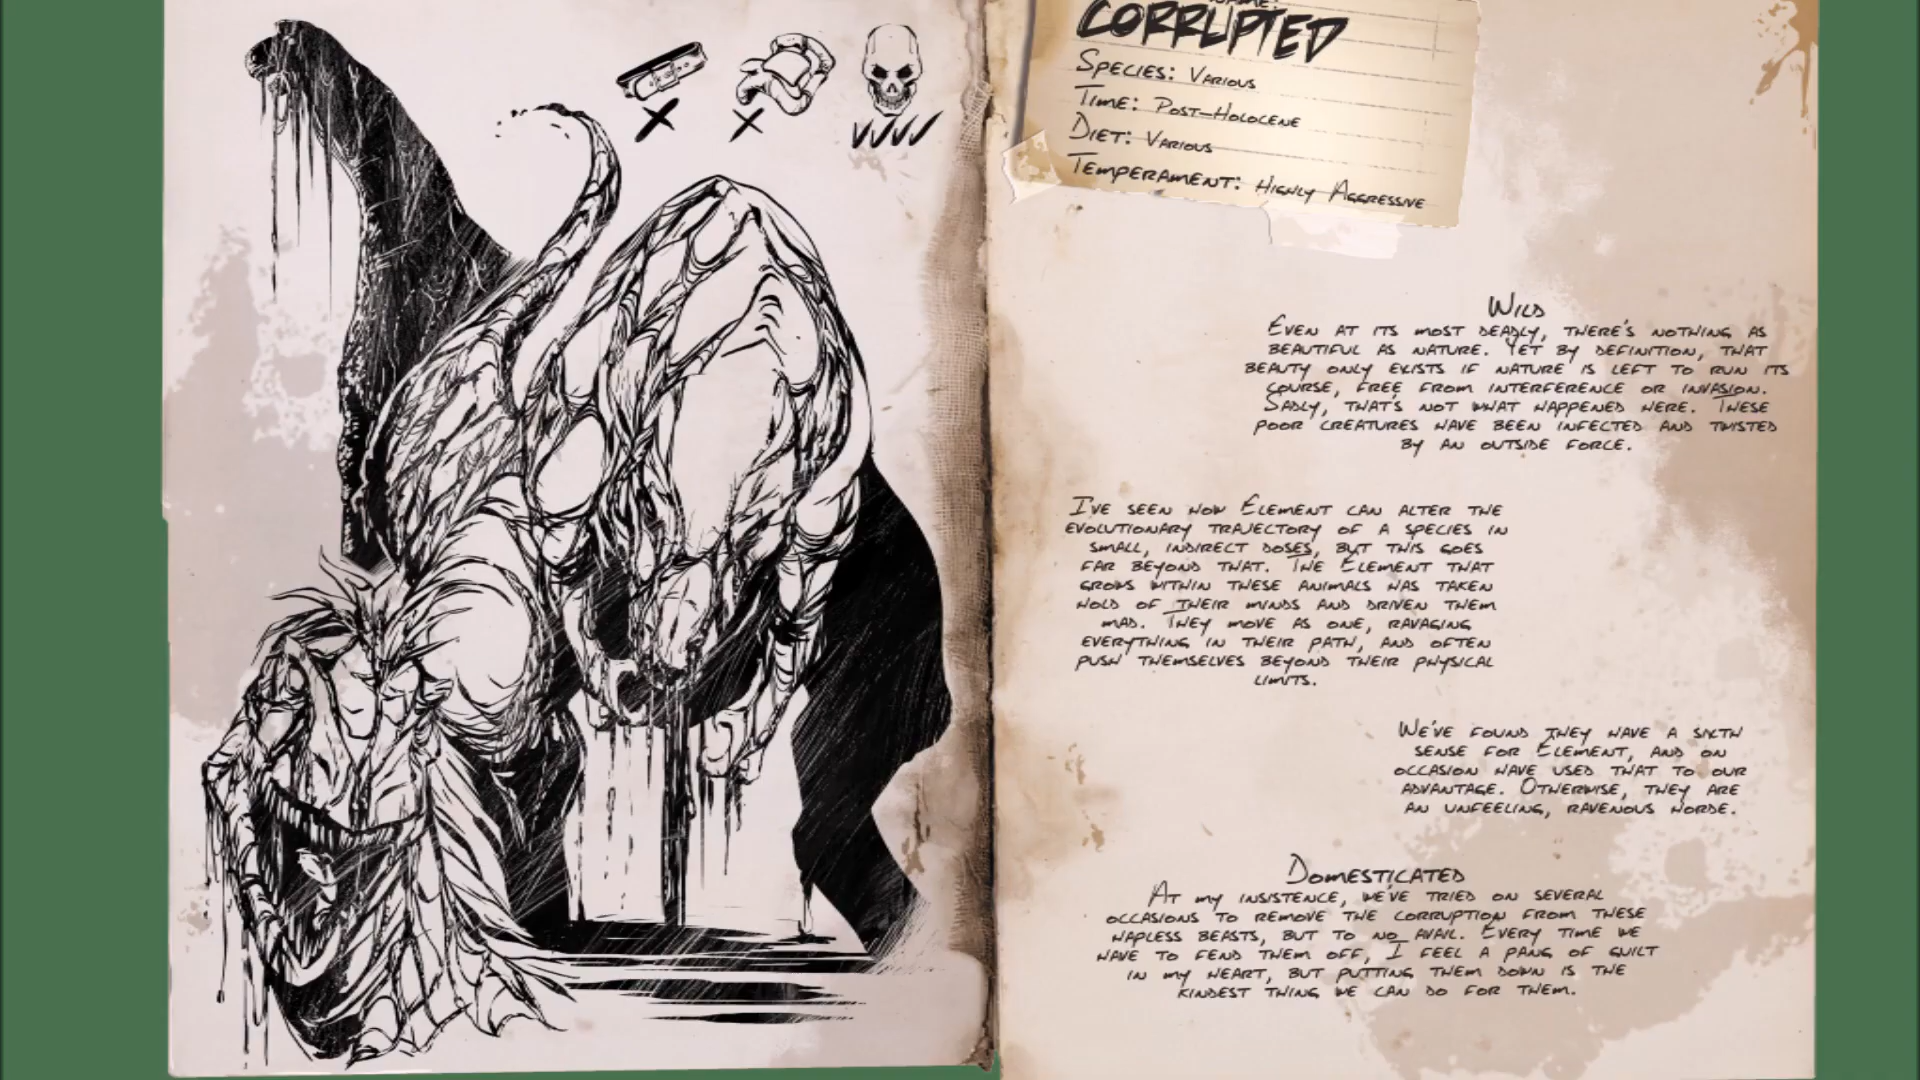 CORRUPTED
SPECIES: VARIOUS
TIME: POST-HOLOCENE
DIET: VARIOUS
TEMPERAMENT: HIGHLY AGGRESSIVE
WILD
EVEN AT ITS MOST DEADLY, THERE'S NOTHING AS
BEAUTIFUL AS NATURE. YET BY DEFINITION, THAT
BEAUTY ONLY EXISTS IF NATURE IS LEFT TO RUN ITS
COURSE, FREE FROM INTERFERENCE OR INVASION.
SADLY, THAT'S NOT WHAT HAPPENED HERE. THESE
POOR CREATURES HAVE BEEN INFECTED AND TWISTED
BY AN OUTSIDE FORCE.
I'VE SEEN HOW ELEMENT CAN ALTER THE
EVOLUTIONARY TRAJECTORY OF A SPECIES IN
SMALL, INDIRECT DOSES, BUT THIS GOES
FAR BEYOND THAT. THE ELEMENT THAT
GROWS WITHIN THESE ANIMALS HAS TAKEN
HOLD OF THEIR MINDS AND DRIVEN THEM
MAD. THEY MOVE AS ONE, RAVAGING
EVERYTHING IN THEIR PATH, AND OFTEN
PUSH THEMSELVES BEYOND THEIR PHYSICAL
LIMITS.
WE'VE FOUND THEY HAVE A SIXTH
SENSE FOR ELEMENT, AND ON
OCCASION HAVE USED THAT TO OUR
ADVANTAGE. OTHERWISE, THEY ARE
AN UNFEELING, RAVENOUS HORDE.
DOMESTICATED
AT MY INSISTENCE, WE'VE TRIED ON SEVERAL
OCCASIONS TO REMOVE THE CORRUPTION FROM THESE
HAPLESS BEASTS, BUT TO NO AVAIL. EVERY TIME WE
HAVE TO FEND THEM OFF, I FEEL A PANG OF GUILT
IN MY HEART, BUT PUTTING THEM DOWN IS THE
KINDEST THING WE CAN DO FOR THEM.